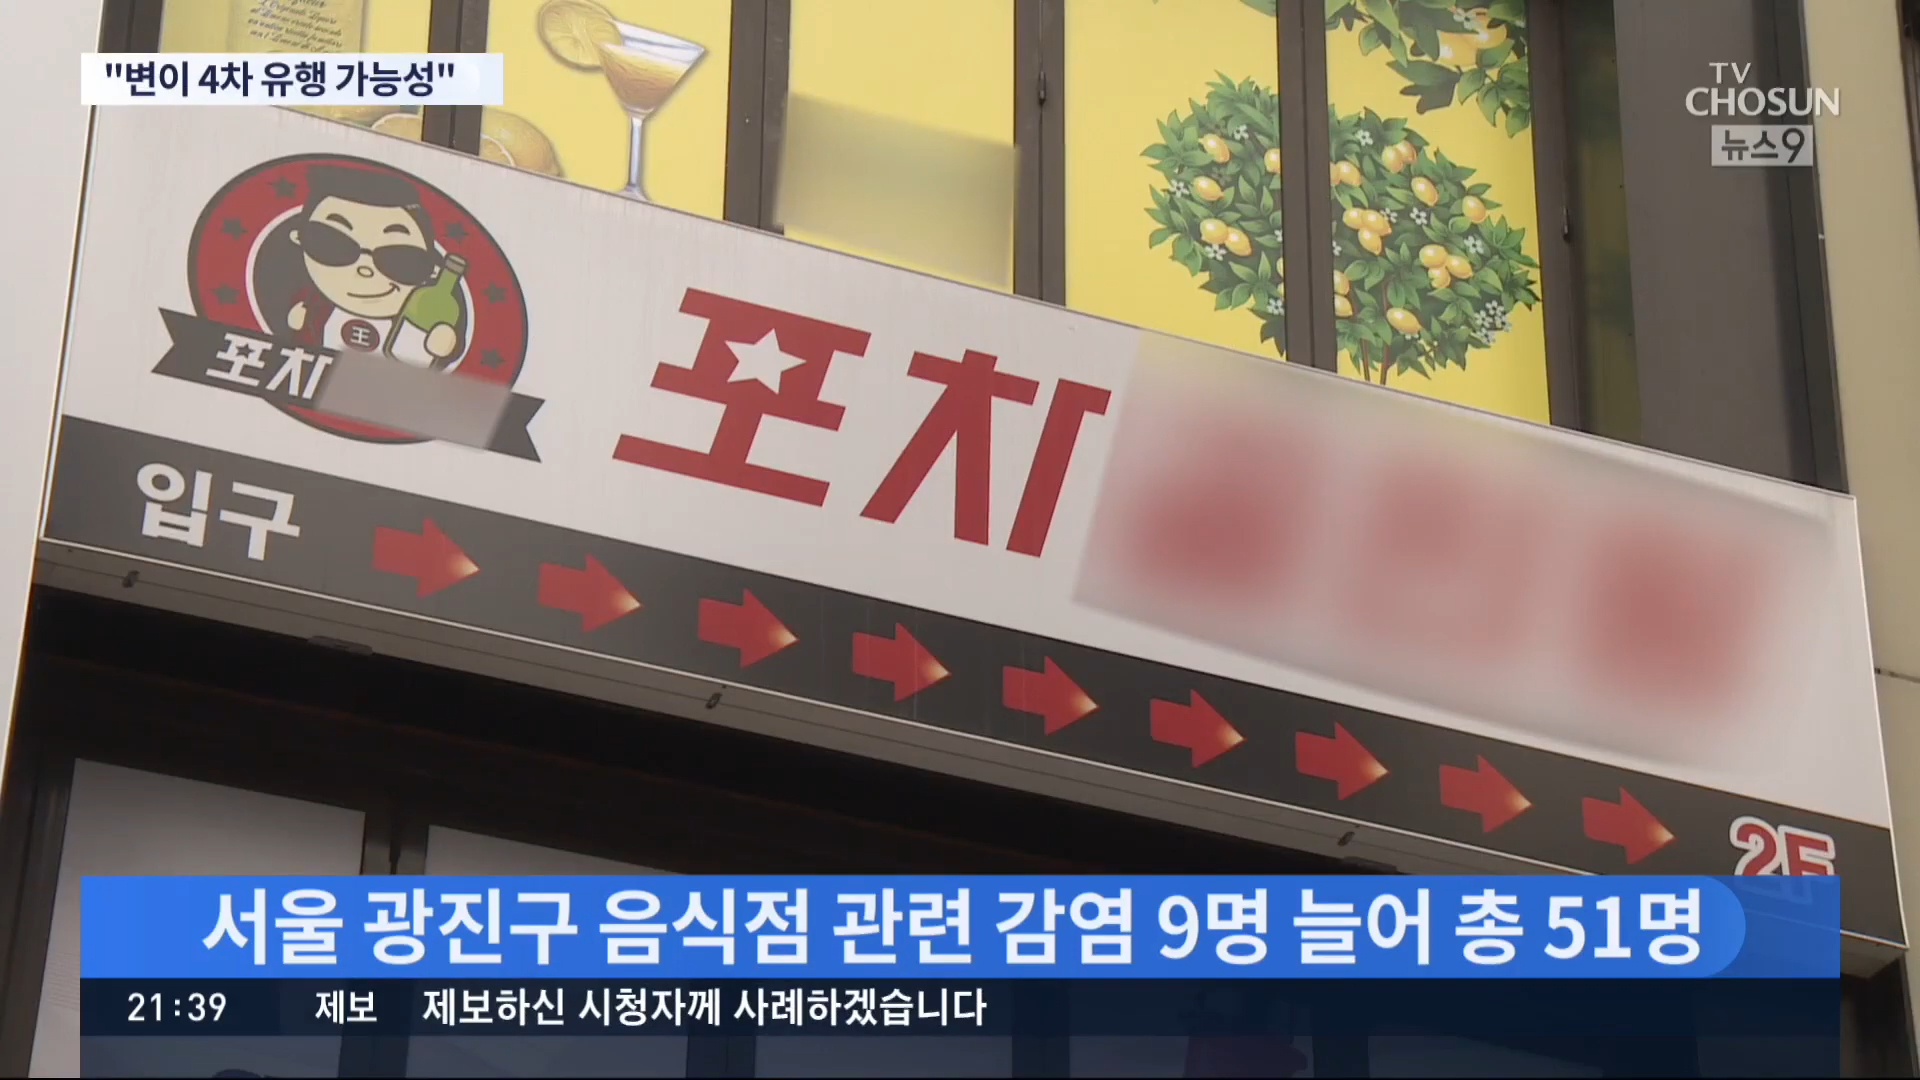 "변이 4차 유행 가능성"
TV
CHOSUN
뉴스9
王
포차
포차
입구
2F
서울 광진구 음식점 관련 감염 9명 늘어 총 51명
21:39 제보 제보하신 시청자께 사례하겠습니다